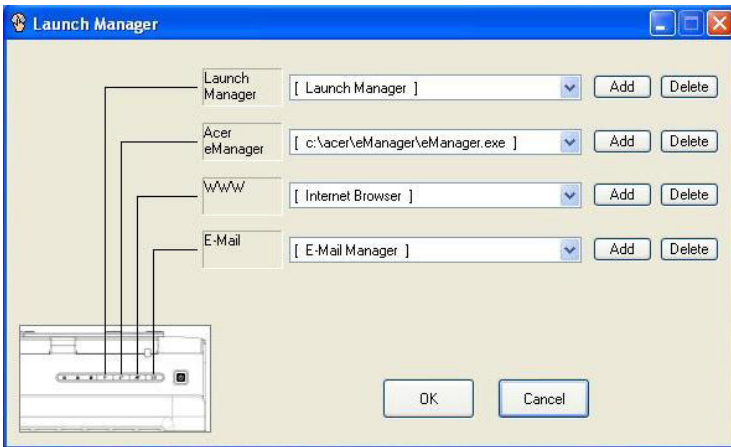 Launch Manager
Launch
Manager
[ Launch Manager ]
Add
Delete
Acer
eManager
[ c:\acer\eManager\eManager.exe ]
Add
Delete
WWW
[ Internet Browser ]
Add
Delete
E-Mail
[ E-Mail Manager ]
Add
Delete
OK
Cancel